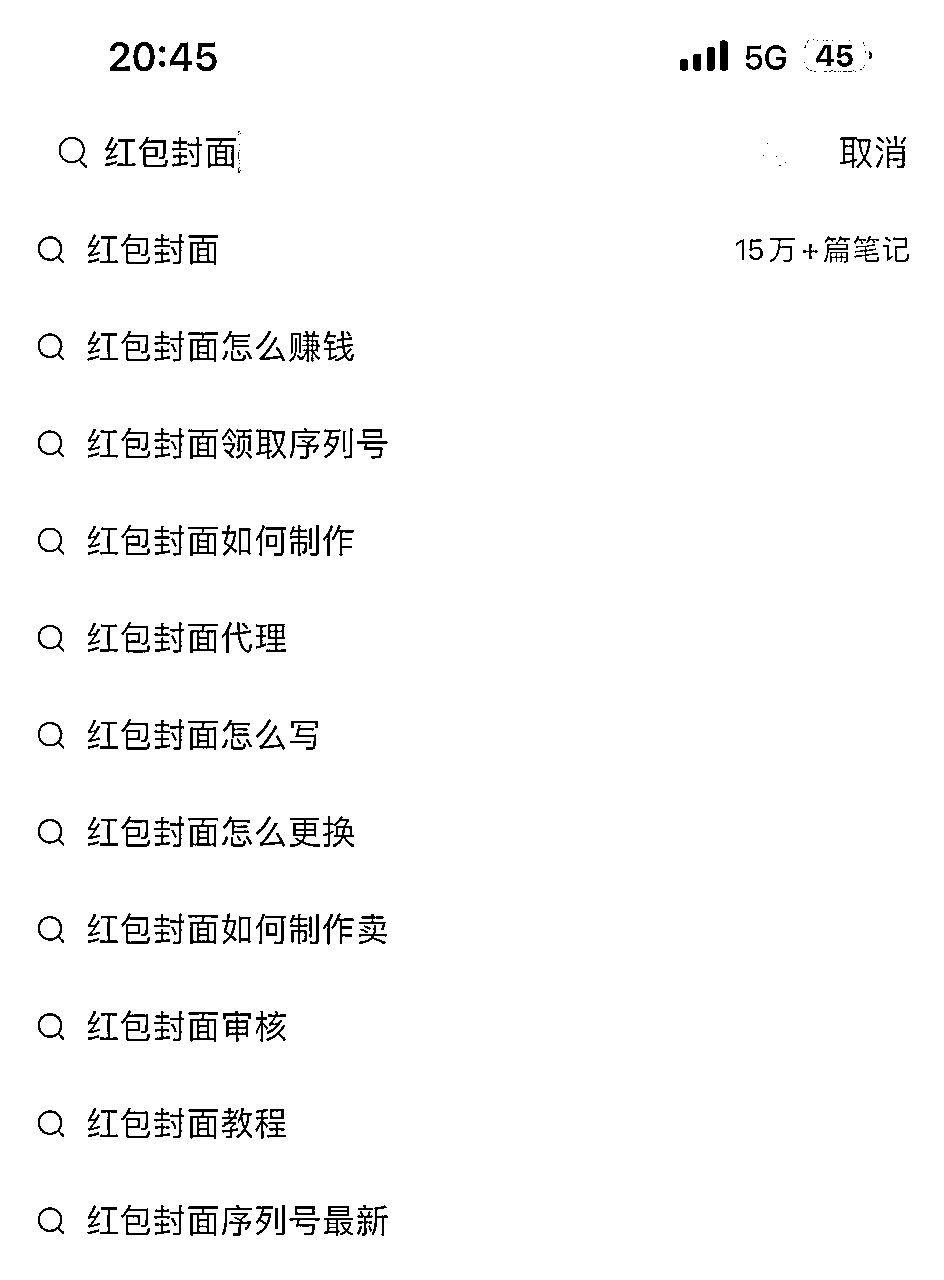 20:45 5G 45
红包封面 取消
红包封面 15万+篇笔记
红包封面怎么赚钱
红包封面领取序列号
红包封面如何制作
红包封面代理
红包封面怎么写
红包封面怎么更换
红包封面如何制作卖
红包封面审核
红包封面教程
红包封面序列号最新